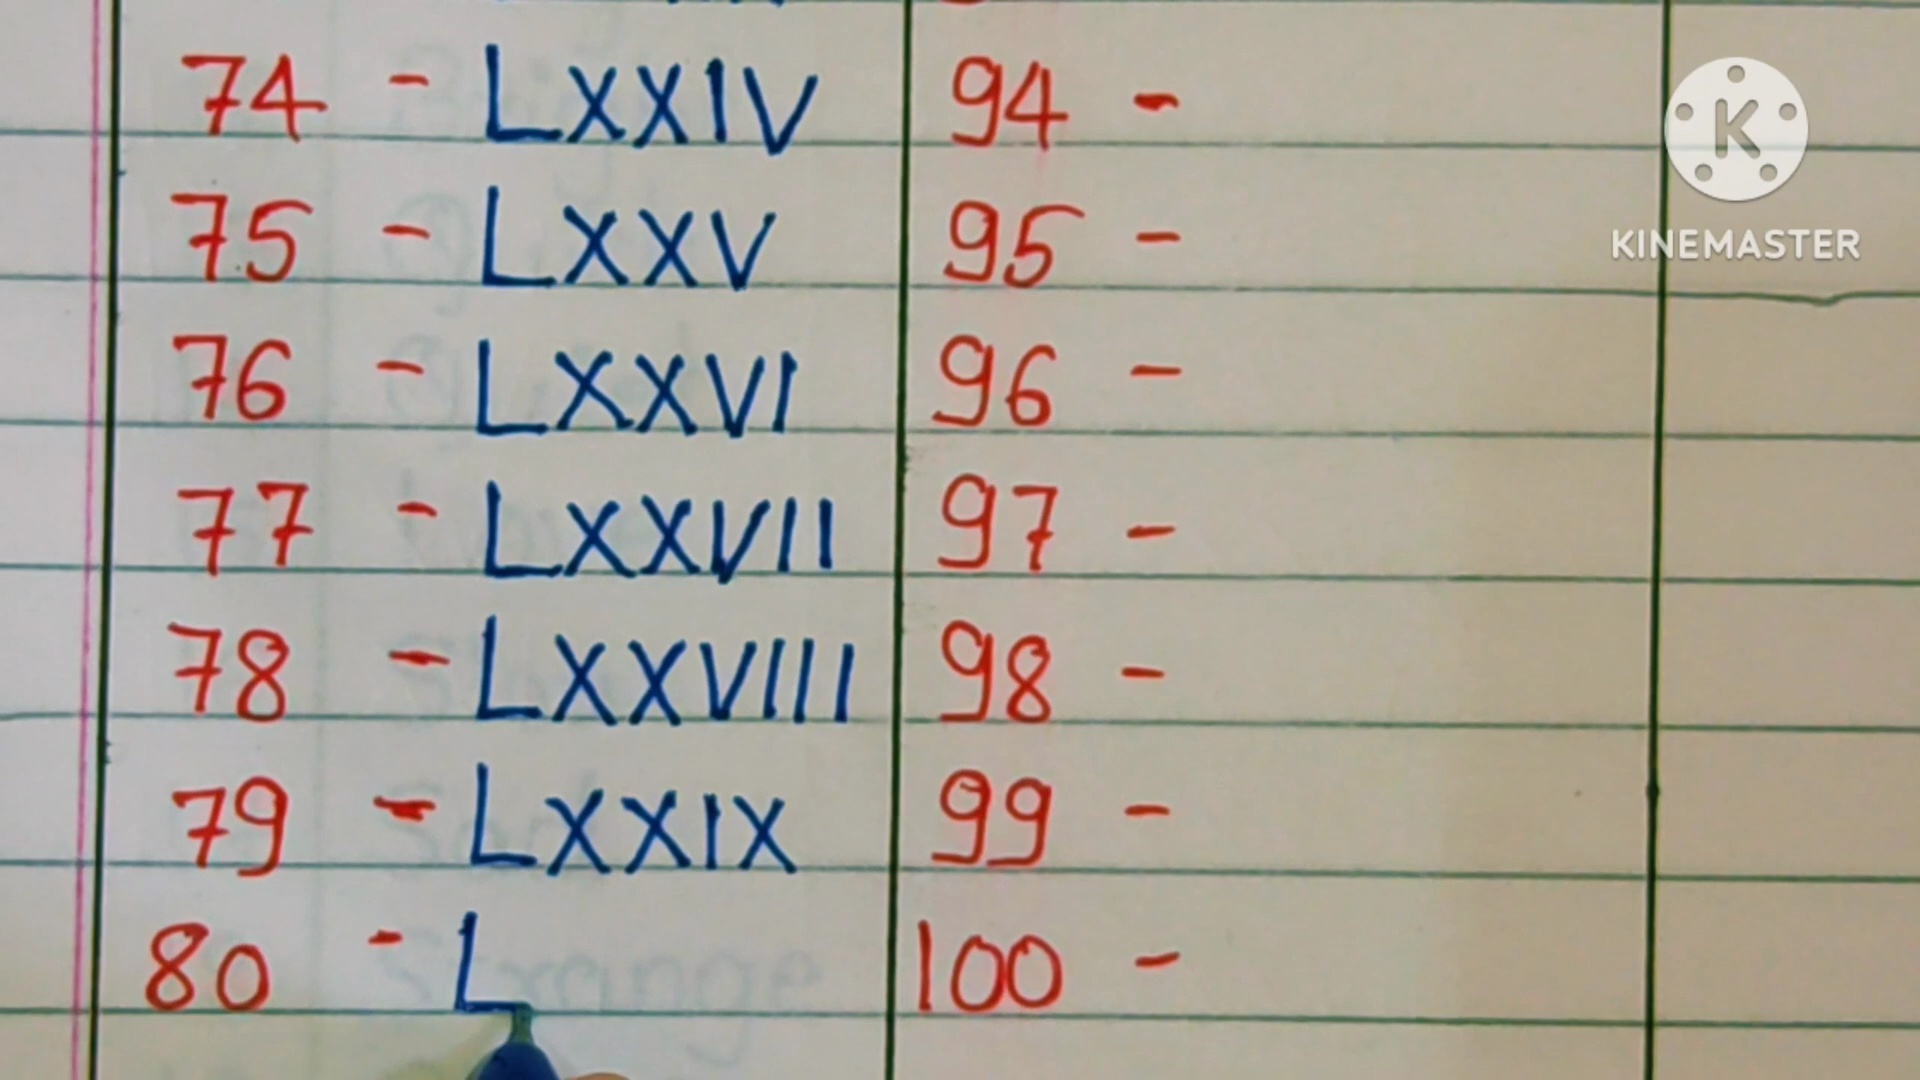 74 - LXXIV 94 -
75 - LXXV 95 -
76 - LXXVI 96 -
77 - LXXVII 97 -
78 - LXXVIII 98 -
79 - LXXIX 99 -
80 - L 100 -
K
KINEMASTER